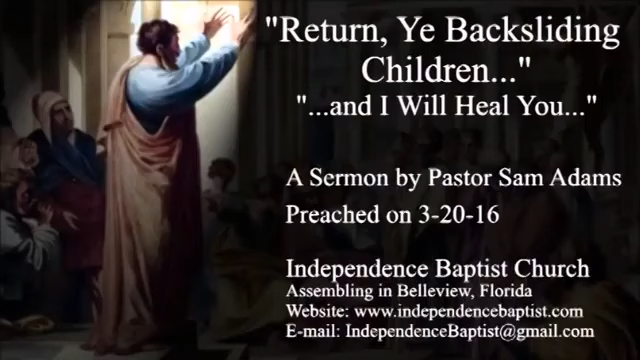 "Return, Ye Backsliding
Children..."
"...and I Will Heal You..."
A Sermon by Pastor Sam Adams
Preached on 3-20-16
Independence Baptist Church
Assembling in Belleview, Florida
Website: www.independencebaptist.com
E-mail: IndependenceBaptist@gmail.com